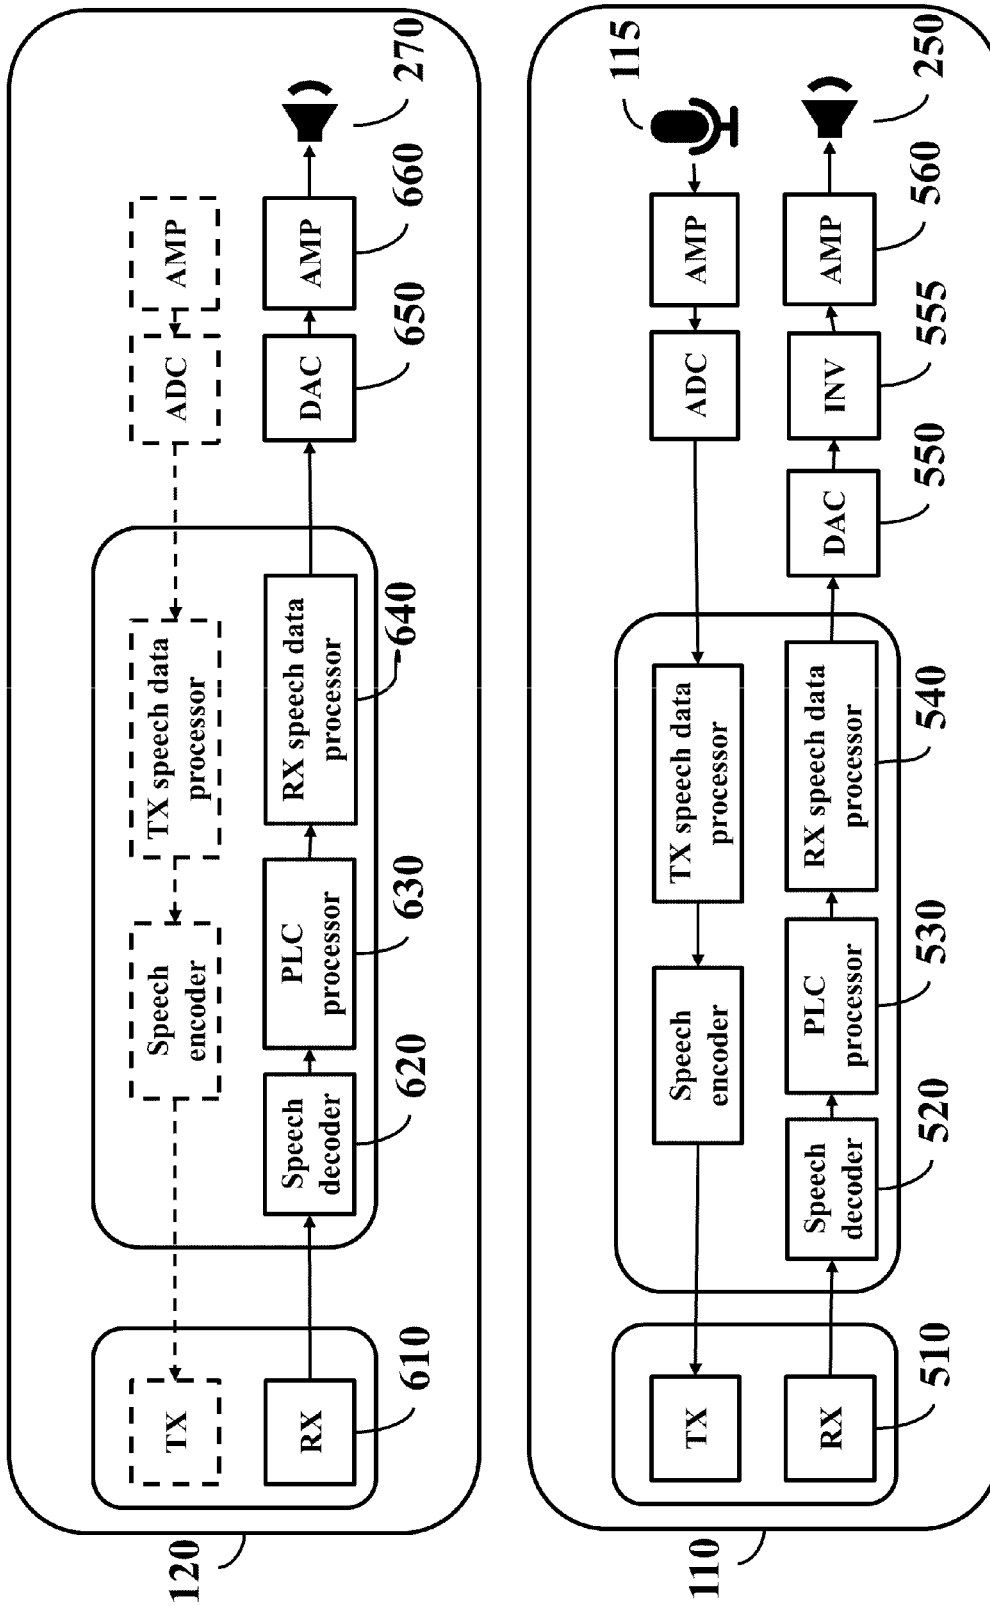 120
TX
Speech
encoder
TX speech data
processor
ADC
AMP
RX
610
Speech
decoder
620
PLC
processor
630
RX speech data
processor
640
DAC
650
AMP
660
270
110
TX
Speech
encoder
TX speech data
processor
ADC
AMP
115
RX
510
Speech
decoder
520
PLC
processor
530
RX speech data
processor
540
DAC
550
INV
555
AMP
560
250